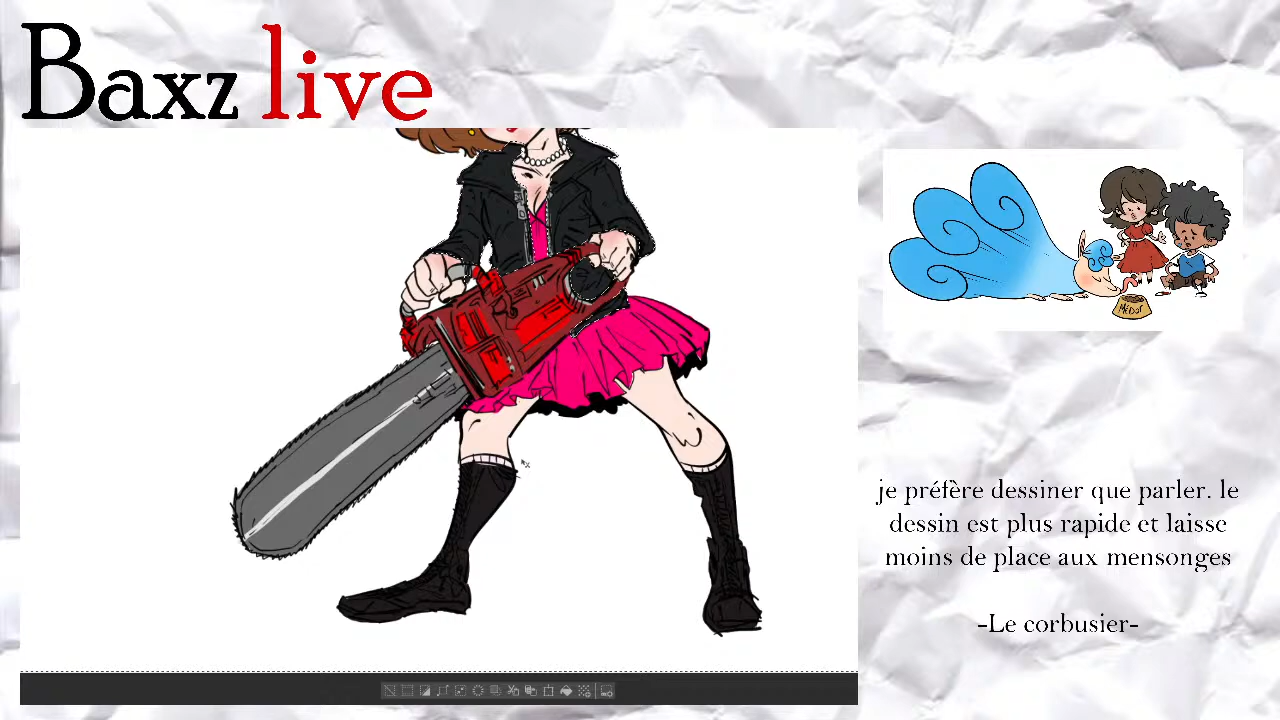 Baxz live
Médor
je préfère dessiner que parler. le
dessin est plus rapide et laisse
moins de place aux mensonges
-Le corbusier-